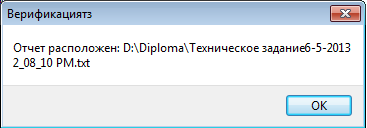 Верификациятз
Отчет расположен: D:\Diploma\Техническое задание6-5-2013
2_08_10 PM.txt
OK